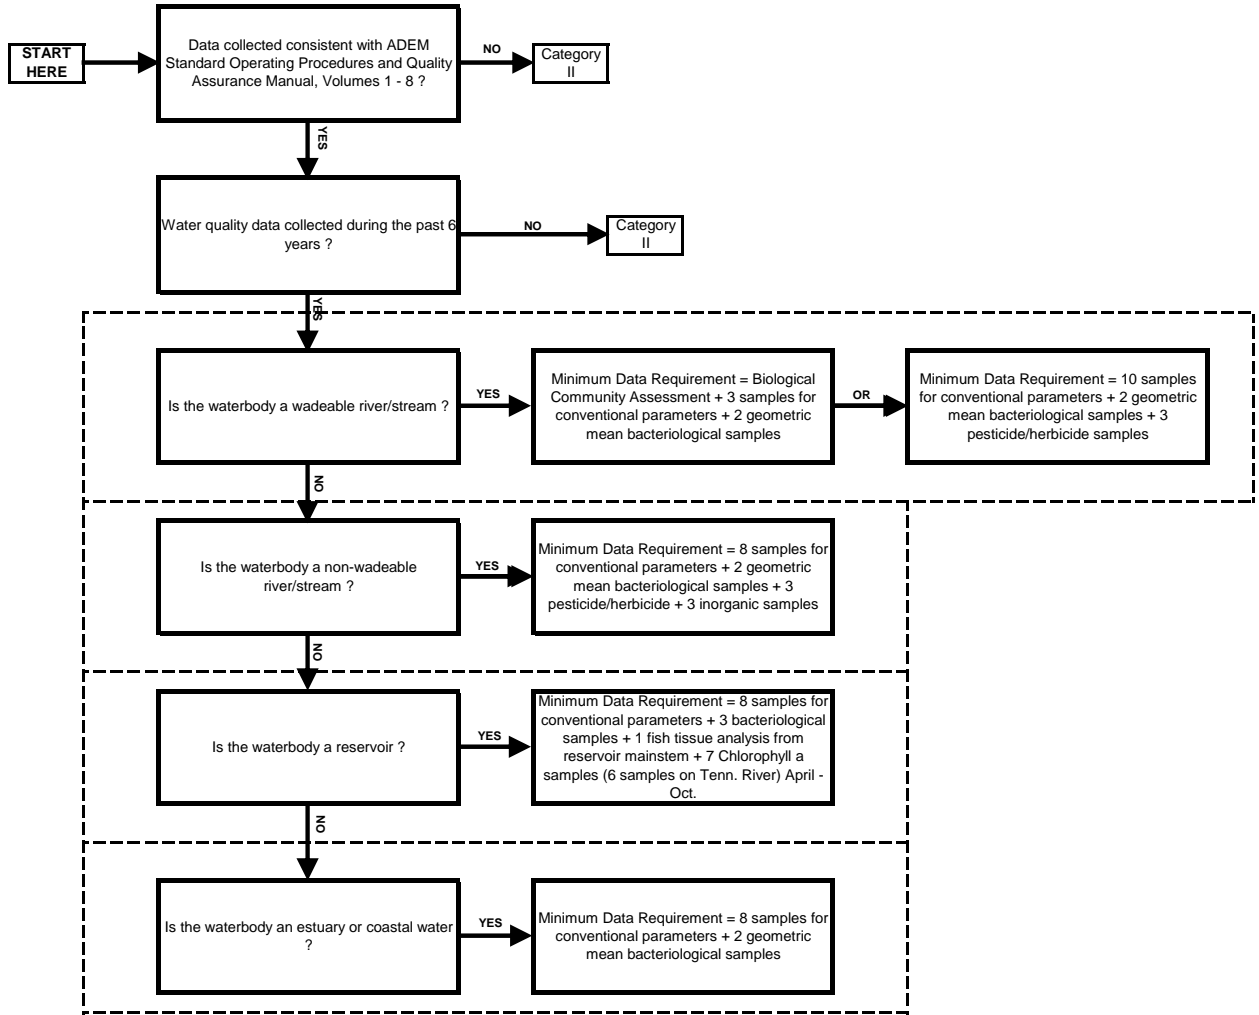 START
HERE
Data collected consistent with ADEM
Standard Operating Procedures and Quality
Assurance Manual, Volumes 1 - 8 ?
NO
Category
II
YES
Water quality data collected during the past 6
years ?
NO
Category
II
YES
Is the waterbody a wadeable river/stream ?
YES
Minimum Data Requirement = Biological
Community Assessment + 3 samples for
conventional parameters + 2 geometric
mean bacteriological samples
OR
Minimum Data Requirement = 10 samples
for conventional parameters + 2 geometric
mean bacteriological samples + 3
pesticide/herbicide samples
NO
Is the waterbody a non-wadeable
river/stream ?
YES
Minimum Data Requirement = 8 samples for
conventional parameters + 2 geometric
mean bacteriological samples + 3
pesticide/herbicide + 3 inorganic samples
NO
Is the waterbody a reservoir ?
YES
Minimum Data Requirement = 8 samples for
conventional parameters + 3 bacteriological
samples + 1 fish tissue analysis from
reservoir mainstem + 7 Chlorophyll a
samples (6 samples on Tenn. River) April -
Oct.
NO
Is the waterbody an estuary or coastal water
?
YES
Minimum Data Requirement = 8 samples for
conventional parameters + 2 geometric
mean bacteriological samples